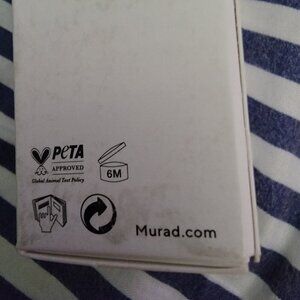 PETA
APPROVED
Global Animal Test Policy
6M
Murad.com